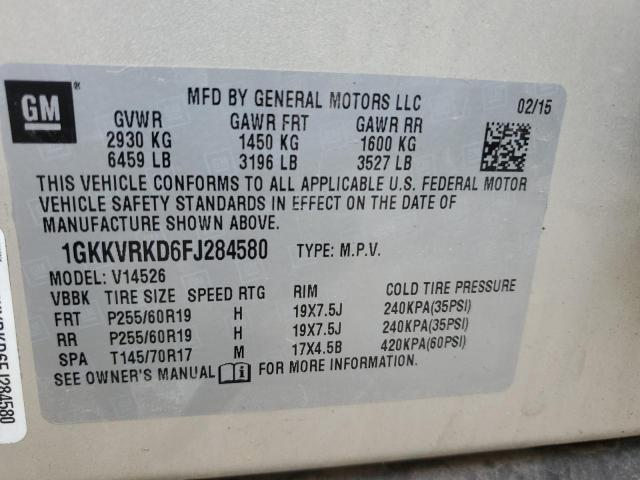 GM
MFD BY GENERAL MOTORS LLC 02/15
GVWR GAWR FRT GAWR RR
2930 KG 1450 KG 1600 KG
6459 LB 3196 LB 3527 LB
THIS VEHICLE CONFORMS TO ALL APPLICABLE U.S. FEDERAL MOTOR
VEHICLE SAFETY STANDARDS IN EFFECT ON THE DATE OF
MANUFACTURE SHOWN ABOVE.
1GKKVRKD6FJ284580 TYPE: M.P.V.
MODEL: V14526
VBBK TIRE SIZE SPEED RTG RIM COLD TIRE PRESSURE
FRT P255/60R19 H 19X7.5J 240KPA(35PSI)
RR P255/60R19 H 19X7.5J 240KPA(35PSI)
SPA T145/70R17 M 17X4.5B 420KPA(60PSI)
SEE OWNER'S MANUAL FOR MORE INFORMATION.